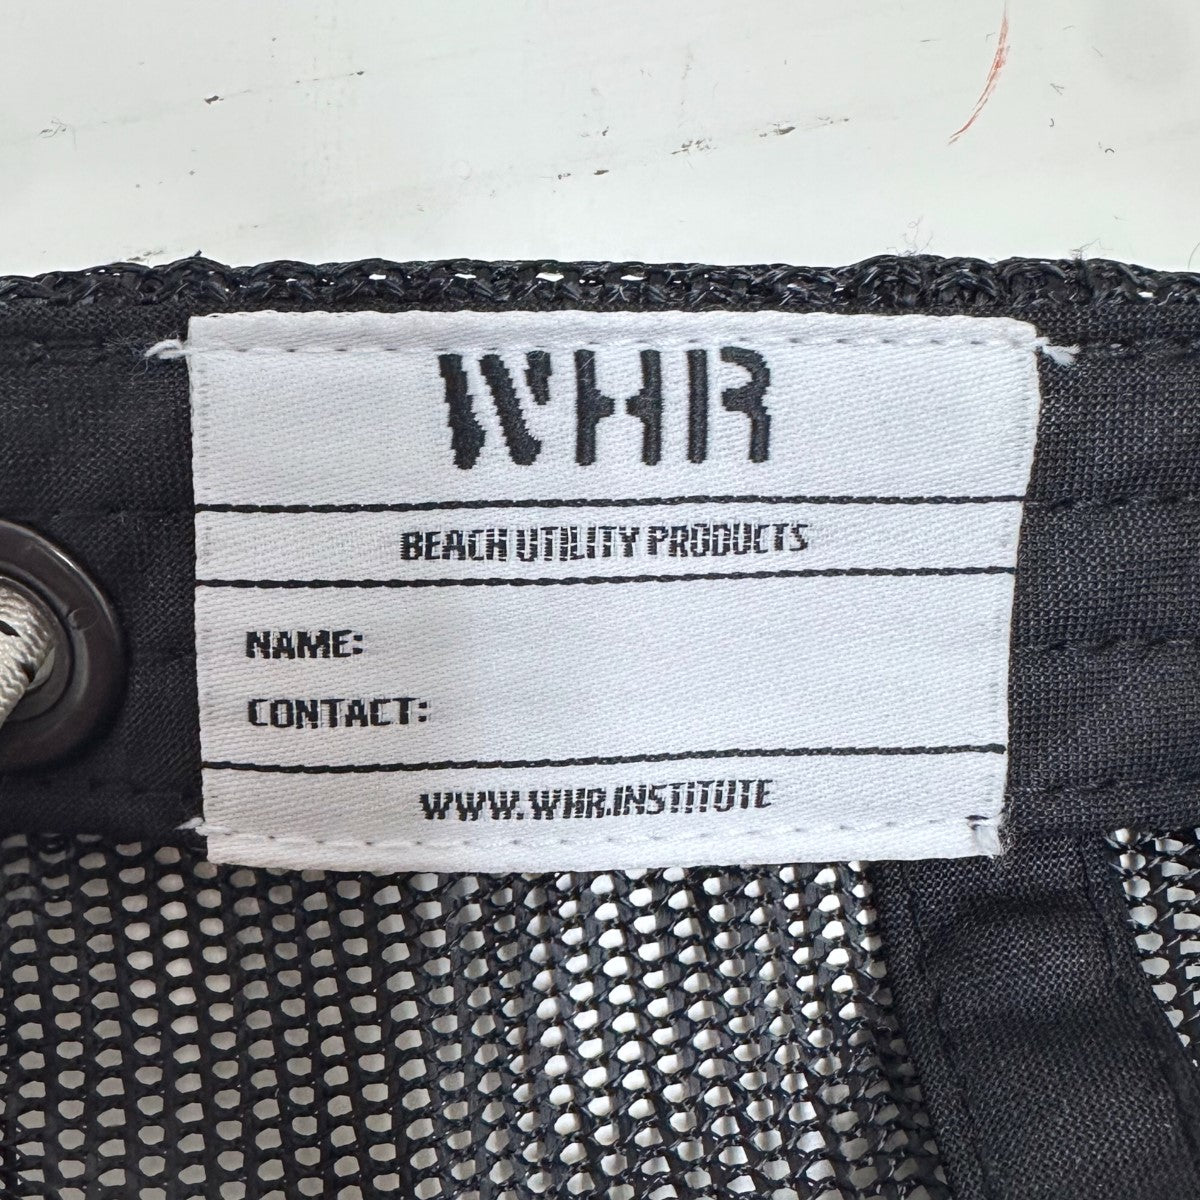 WHR
BEACH UTILITY PRODUCTS
NAME:
CONTACT:
WWW.WHR.INSTITUTE